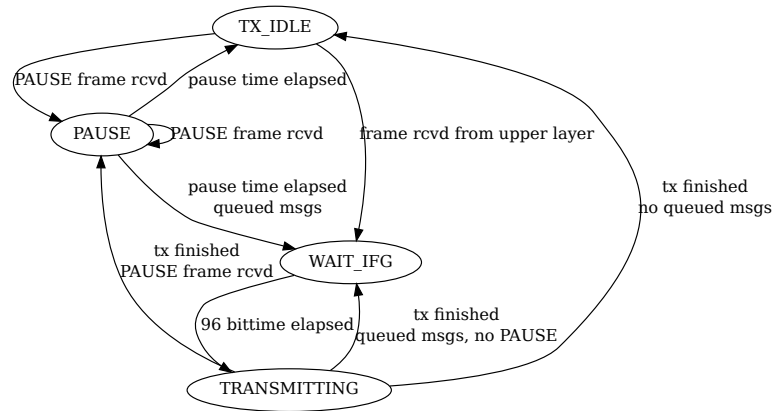 TX_IDLE
PAUSE frame rcvd
pause time elapsed
PAUSE
PAUSE frame rcvd
frame rcvd from upper layer
pause time elapsed
queued msgs
tx finished
no queued msgs
tx finished
PAUSE frame rcvd
WAIT_IFG
96 bittime elapsed
tx finished
queued msgs, no PAUSE
TRANSMITTING